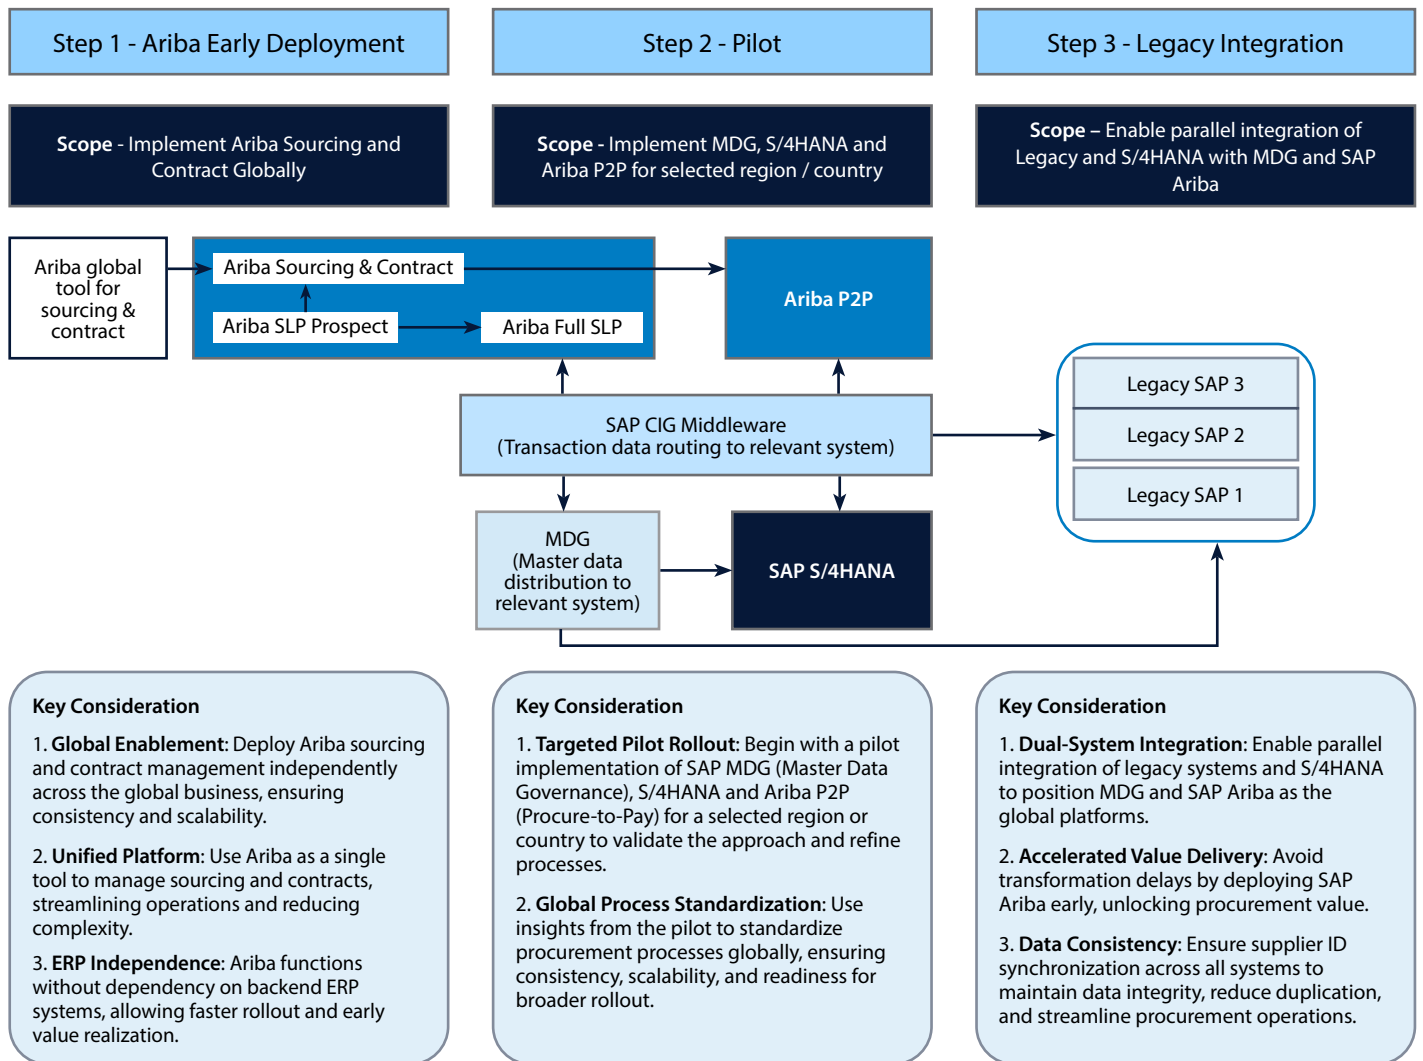 Step 1 - Ariba Early Deployment
Step 2 - Pilot
Step 3 - Legacy Integration
Scope - Implement Ariba Sourcing and
Contract Globally
Scope - Implement MDG, S/4HANA and
Ariba P2P for selected region / country
Scope – Enable parallel integration of
Legacy and S/4HANA with MDG and SAP
Ariba
Ariba global
tool for
sourcing &
contract
Ariba Sourcing & Contract
Ariba SLP Prospect
Ariba Full SLP
Ariba P2P
SAP CIG Middleware
(Transaction data routing to relevant system)
Legacy SAP 3
Legacy SAP 2
Legacy SAP 1
MDG
(Master data
distribution to
relevant system)
SAP S/4HANA
Key Consideration
1. Global Enablement: Deploy Ariba sourcing
and contract management independently
across the global business, ensuring
consistency and scalability.
2. Unified Platform: Use Ariba as a single
tool to manage sourcing and contracts,
streamlining operations and reducing
complexity.
3. ERP Independence: Ariba functions
without dependency on backend ERP
systems, allowing faster rollout and early
value realization.
Key Consideration
1. Targeted Pilot Rollout: Begin with a pilot
implementation of SAP MDG (Master Data
Governance), S/4HANA and Ariba P2P
(Procure-to-Pay) for a selected region or
country to validate the approach and refine
processes.
2. Global Process Standardization: Use
insights from the pilot to standardize
procurement processes globally, ensuring
consistency, scalability, and readiness for
broader rollout.
Key Consideration
1. Dual-System Integration: Enable parallel
integration of legacy systems and S/4HANA
to position MDG and SAP Ariba as the
global platforms.
2. Accelerated Value Delivery: Avoid
transformation delays by deploying SAP
Ariba early, unlocking procurement value.
3. Data Consistency: Ensure supplier ID
synchronization across all systems to
maintain data integrity, reduce duplication,
and streamline procurement operations.